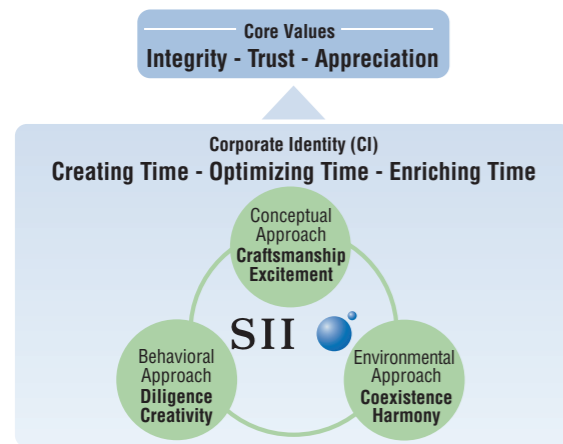 Core Values
Integrity - Trust - Appreciation
Corporate Identity (CI)
Creating Time - Optimizing Time - Enriching Time
Conceptual
Approach
Craftsmanship
Excitement
SII
Behavioral
Approach
Diligence
Creativity
Environmental
Approach
Coexistence
Harmony